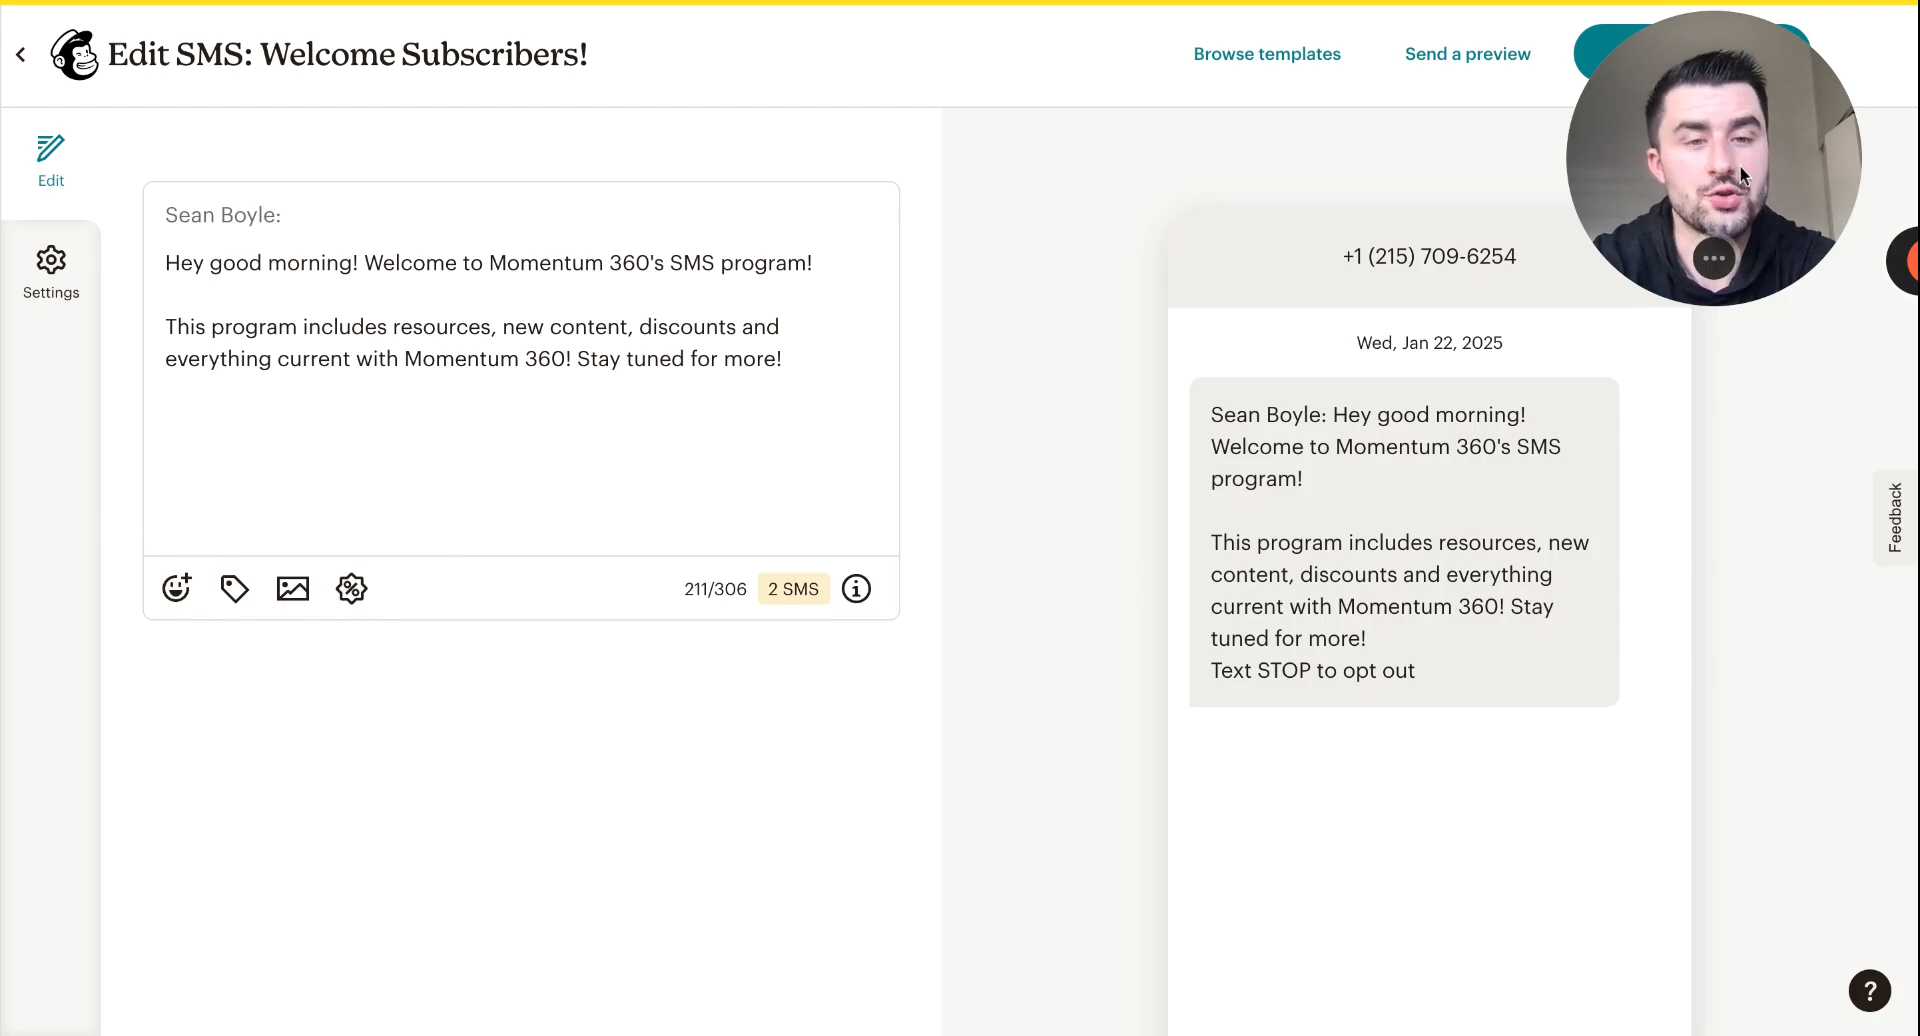 Edit SMS: Welcome Subscribers!
Browse templates
Send a preview
Edit
Settings
Sean Boyle:
Hey good morning! Welcome to Momentum 360's SMS program!
This program includes resources, new content, discounts and
everything current with Momentum 360! Stay tuned for more!
211/306
2 SMS
+1 (215) 709-6254
Wed, Jan 22, 2025
Sean Boyle: Hey good morning!
Welcome to Momentum 360's SMS
program!
This program includes resources, new
content, discounts and everything
current with Momentum 360! Stay
tuned for more!
Text STOP to opt out
Feedback
?